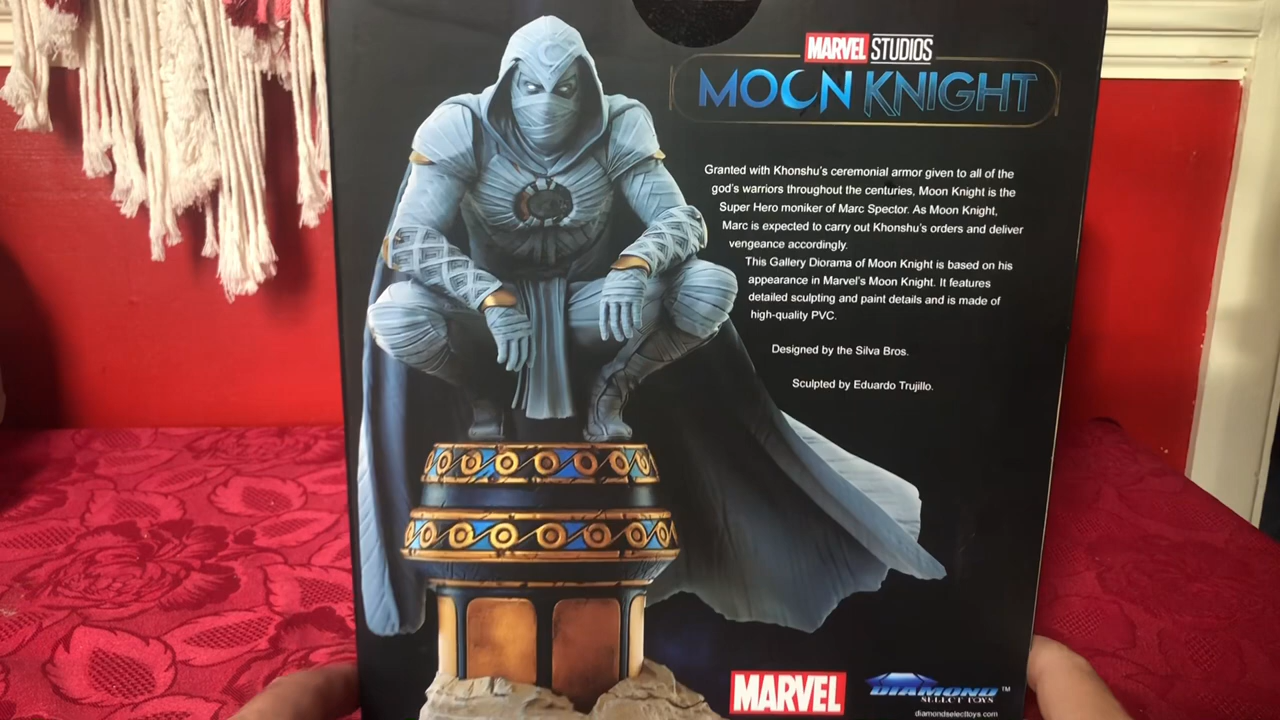 MARVEL STUDIOS
MOON KNIGHT
Granted with Khonshu's ceremonial armor given to all of the
god's warriors throughout the centuries, Moon Knight is the
Super Hero moniker of Marc Spector. As Moon Knight,
Marc is expected to carry out Khonshu's orders and deliver
vengeance accordingly.
This Gallery Diorama of Moon Knight is based on his
appearance in Marvel's Moon Knight. It features
detailed sculpting and paint details and is made of
high-quality PVC.
Designed by the Silva Bros.
Sculpted by Eduardo Trujillo.
MARVEL
DIAMOND™
SELECT TOYS
diamondselecttoys.com